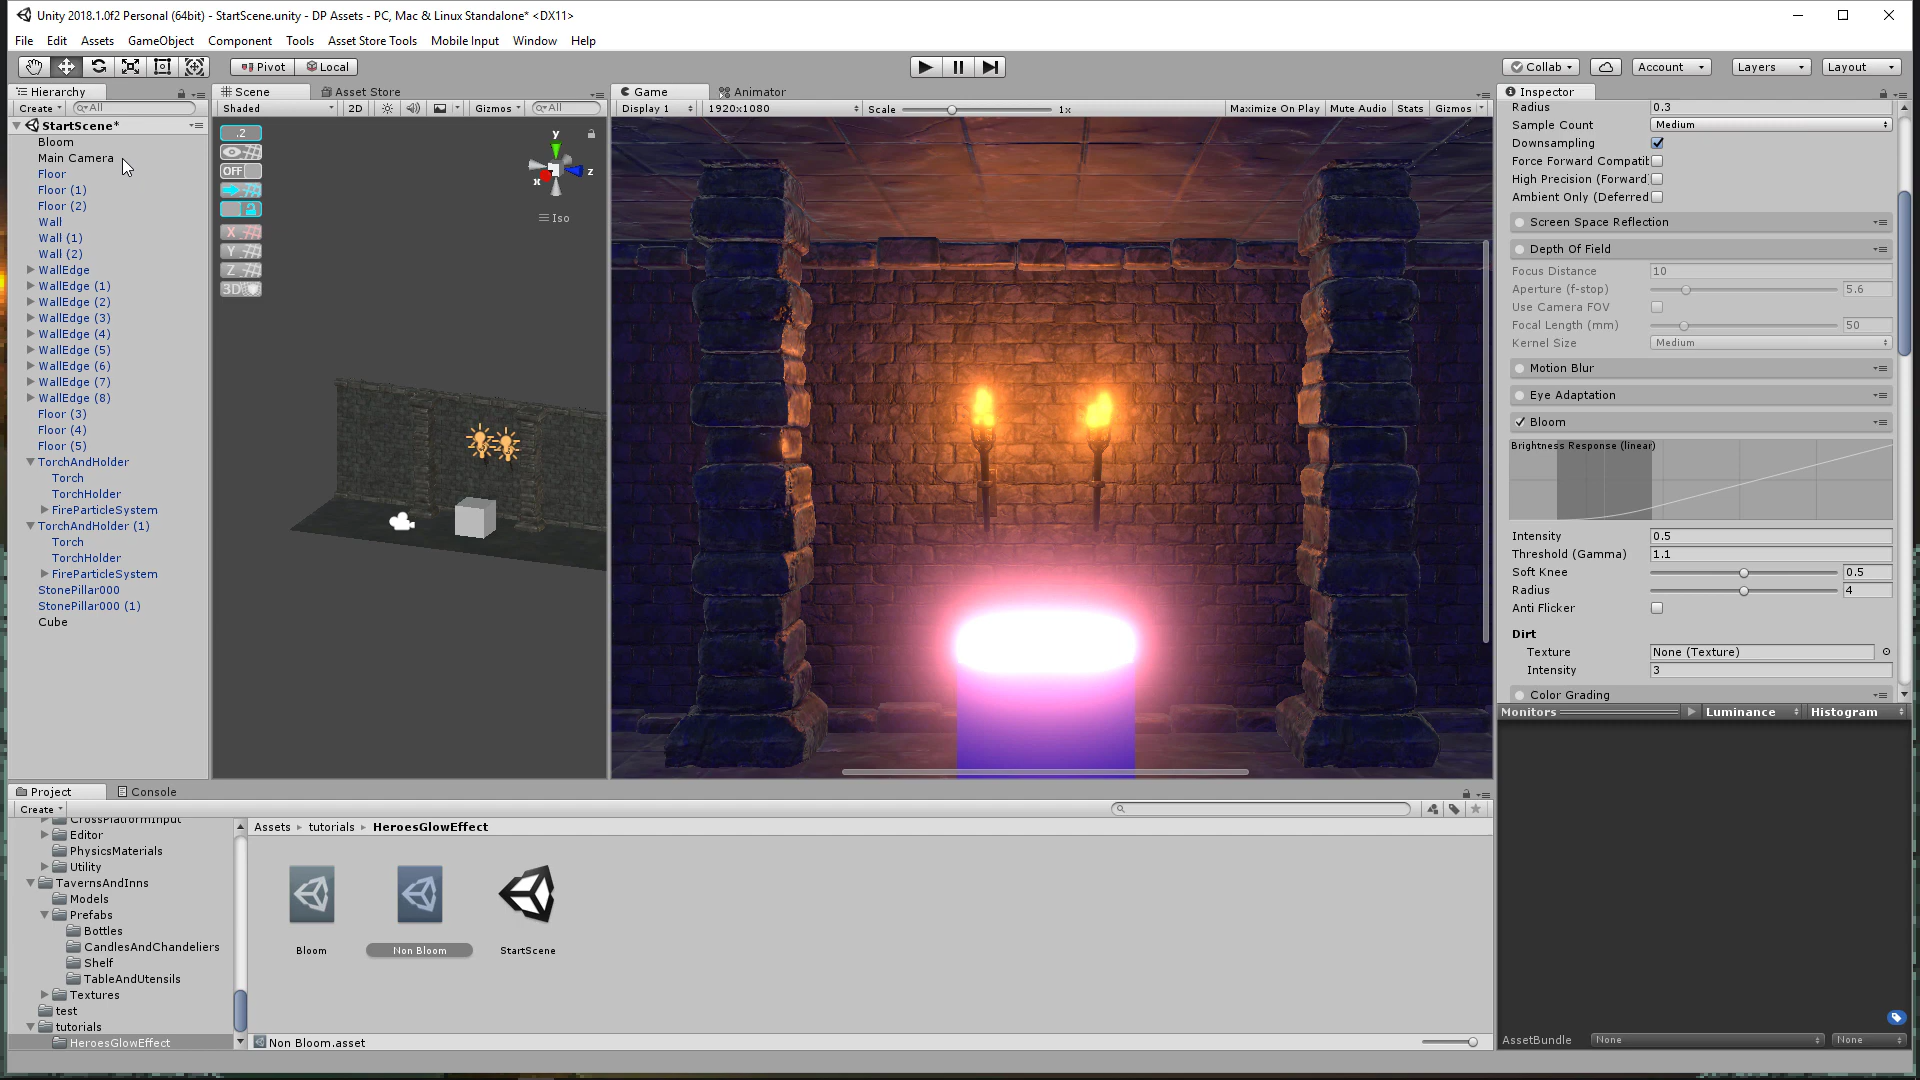 Unity 2018.1.0f2 Personal (64bit) - StartScene.unity - DP Assets - PC, Mac & Linux Standalone* <DX11>
File Edit Assets GameObject Component Tools Asset Store Tools Mobile Input Window Help
Pivot Local Collab Account Layers Layout
Hierarchy
Create All
StartScene*
Bloom
Main Camera
Floor
Floor (1)
Floor (2)
Wall
Wall (1)
Wall (2)
WallEdge
WallEdge (1)
WallEdge (2)
WallEdge (3)
WallEdge (4)
WallEdge (5)
WallEdge (6)
WallEdge (7)
WallEdge (8)
Floor (3)
Floor (4)
Floor (5)
TorchAndHolder
Torch
TorchHolder
FireParticleSystem
TorchAndHolder (1)
Torch
TorchHolder
FireParticleSystem
StonePillar000
StonePillar000 (1)
Cube
Scene Asset Store
Shaded 2D Gizmos All
.2
OFF
X
Y
Z
3D
y
x z
Iso
Game Animator
Display 1 1920x1080 Scale 1x Maximize On Play Mute Audio Stats Gizmos
Inspector
Radius 0.3
Sample Count Medium
Downsampling
Force Forward Compatib
High Precision (Forward)
Ambient Only (Deferred
Screen Space Reflection
Depth Of Field
Focus Distance 10
Aperture (f-stop) 5.6
Use Camera FOV
Focal Length (mm) 50
Kernel Size Medium
Motion Blur
Eye Adaptation
Bloom
Brightness Response (linear)
Intensity 0.5
Threshold (Gamma) 1.1
Soft Knee 0.5
Radius 4
Anti Flicker
Dirt
Texture None (Texture)
Intensity 3
Color Grading
Monitors Luminance Histogram
AssetBundle None None
Project Console
Create
CrossPlatformInput
Editor
PhysicsMaterials
Utility
TavernsAndInns
Models
Prefabs
Bottles
CandlesAndChandeliers
Shelf
TableAndUtensils
Textures
test
tutorials
HeroesGlowEffect
Assets tutorials HeroesGlowEffect
Bloom Non Bloom StartScene
Non Bloom.asset